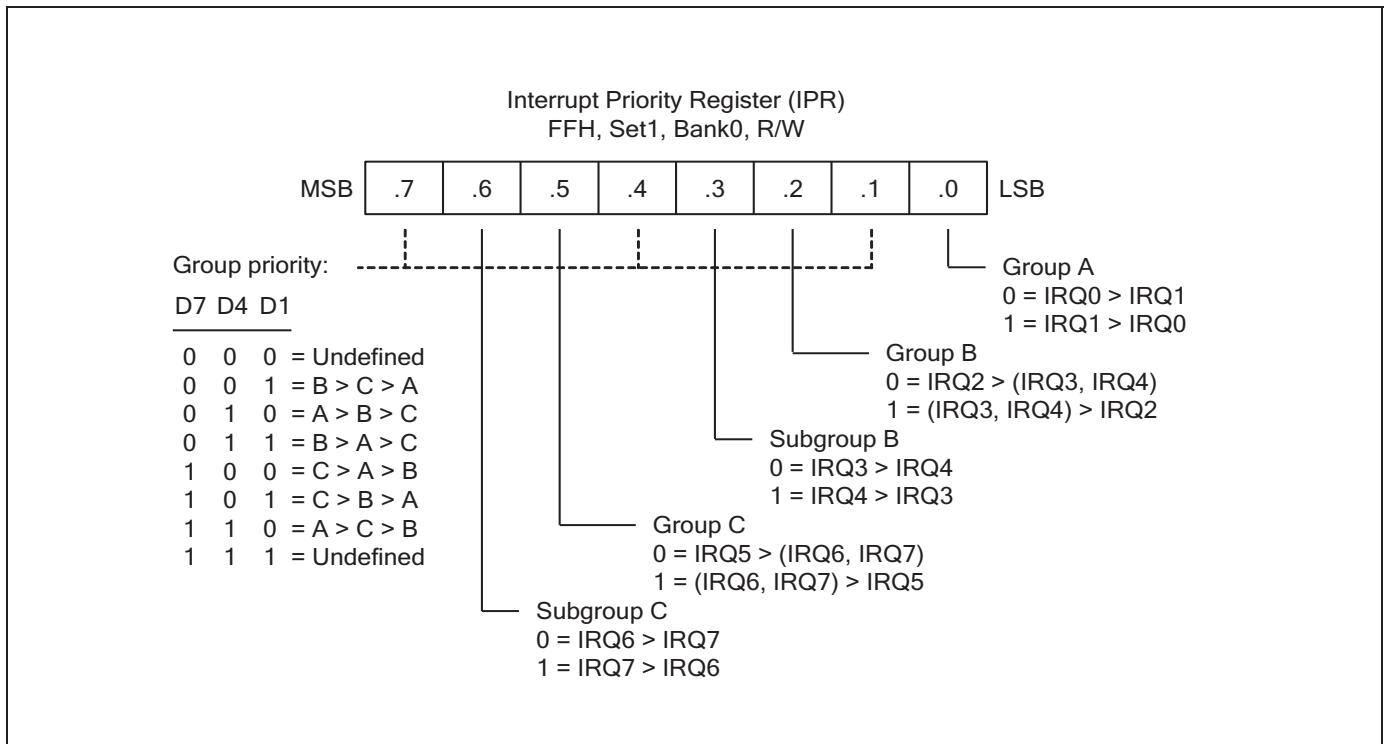 Interrupt Priority Register (IPR)
FFH, Set1, Bank0, R/W
MSB .7 .6 .5 .4 .3 .2 .1 .0 LSB
Group priority:
D7 D4 D1
0 0 0 = Undefined
0 0 1 = B > C > A
0 1 0 = A > B > C
0 1 1 = B > A > C
1 0 0 = C > A > B
1 0 1 = C > B > A
1 1 0 = A > C > B
1 1 1 = Undefined
Group A
0 = IRQ0 > IRQ1
1 = IRQ1 > IRQ0
Group B
0 = IRQ2 > (IRQ3, IRQ4)
1 = (IRQ3, IRQ4) > IRQ2
Subgroup B
0 = IRQ3 > IRQ4
1 = IRQ4 > IRQ3
Group C
0 = IRQ5 > (IRQ6, IRQ7)
1 = (IRQ6, IRQ7) > IRQ5
Subgroup C
0 = IRQ6 > IRQ7
1 = IRQ7 > IRQ6